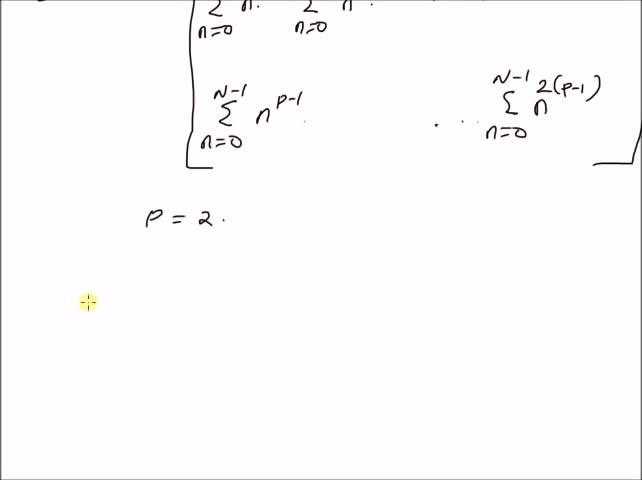 Σ n. Σ n .
n=0 n=0
N-1 N-1
Σ n^{p-1} . . . . Σ n^{2(p-1)}
n=0 n=0
P = 2 .